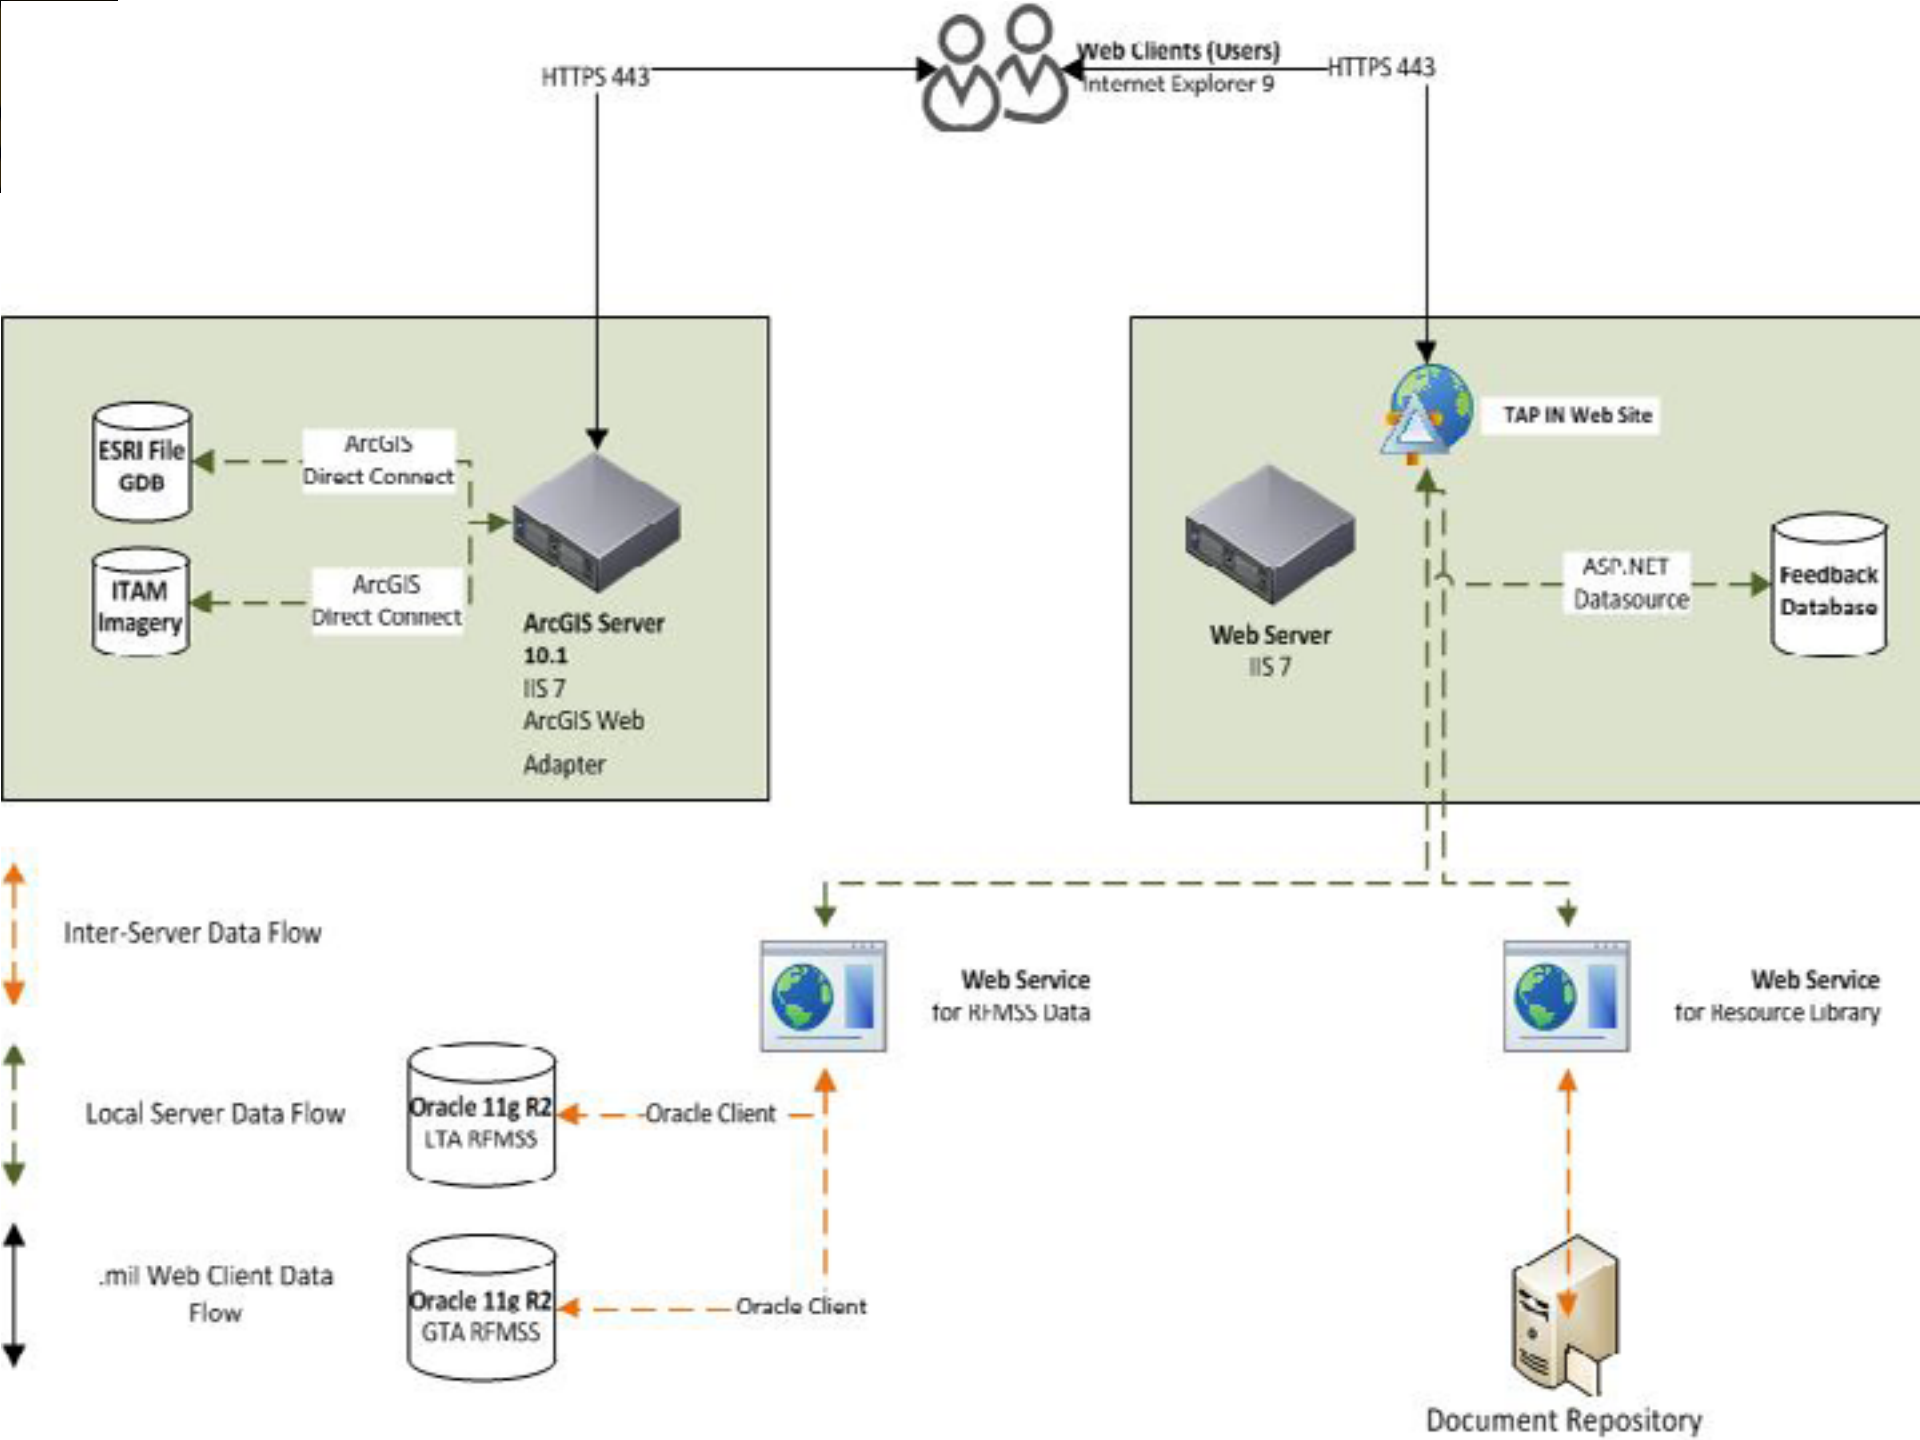 HTTPS 443
Web Clients (Users)
Internet Explorer 9
HTTPS 443
ESRI File
GDB
ArcGIS
Direct Connect
ITAM
Imagery
ArcGIS
Direct Connect
ArcGIS Server
10.1
IIS 7
ArcGIS Web
Adapter
TAP IN Web Site
Web Server
IIS 7
ASP.NET
Datasource
Feedback
Database
Inter-Server Data Flow
Local Server Data Flow
.mil Web Client Data
Flow
Web Service
for RFMSS Data
Web Service
for Resource Library
Oracle 11g R2
LTA RFMSS
Oracle Client
Oracle 11g R2
GTA RFMSS
Oracle Client
Document Repository